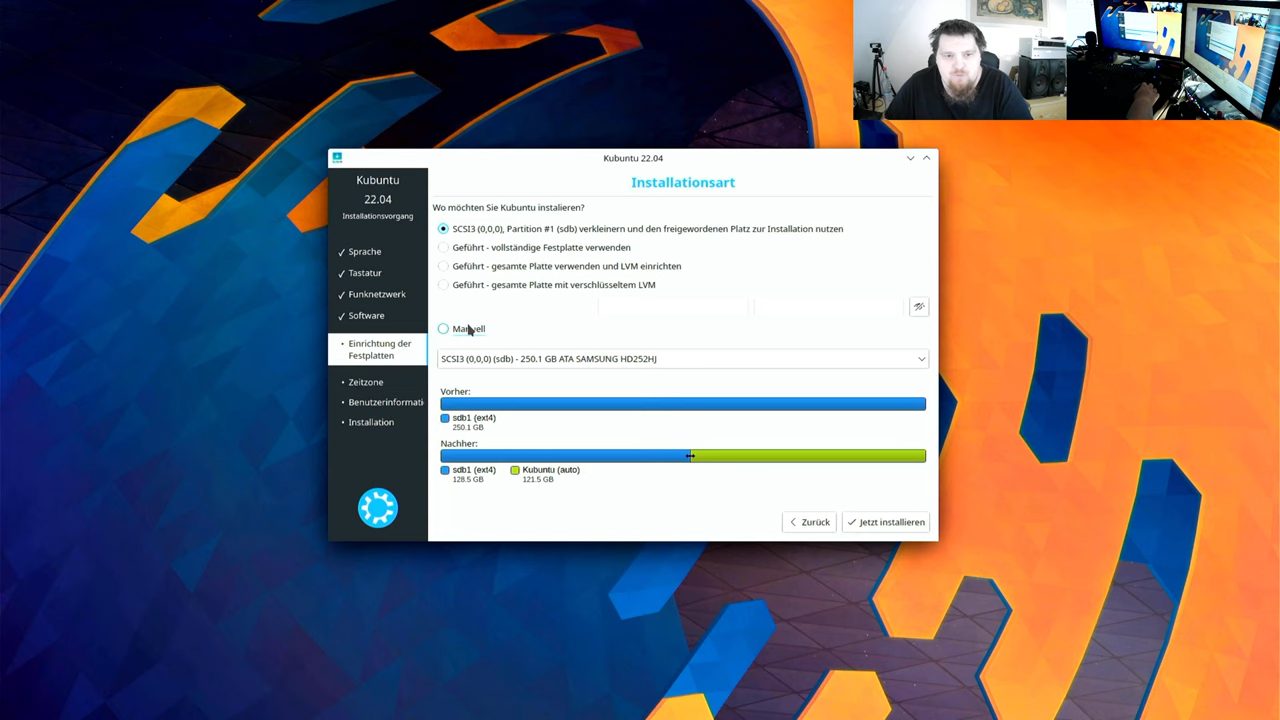 Kubuntu 22.04
Kubuntu
22.04
Installationsvorgang
✓ Sprache
✓ Tastatur
✓ Funknetzwerk
✓ Software
• Einrichtung der
Festplatten
• Zeitzone
• Benutzerinformati
• Installation
Installationsart
Wo möchten Sie Kubuntu instalieren?
SCSI3 (0,0,0), Partition #1 (sdb) verkleinern und den freigewordenen Platz zur Installation nutzen
Geführt - vollständige Festplatte verwenden
Geführt - gesamte Platte verwenden und LVM einrichten
Geführt - gesamte Platte mit verschlüsseltem LVM
Manuell
SCSI3 (0,0,0) (sdb) - 250.1 GB ATA SAMSUNG HD252HJ
Vorher:
sdb1 (ext4)
250.1 GB
Nachher:
sdb1 (ext4) Kubuntu (auto)
128.5 GB 121.5 GB
Zurück Jetzt installieren